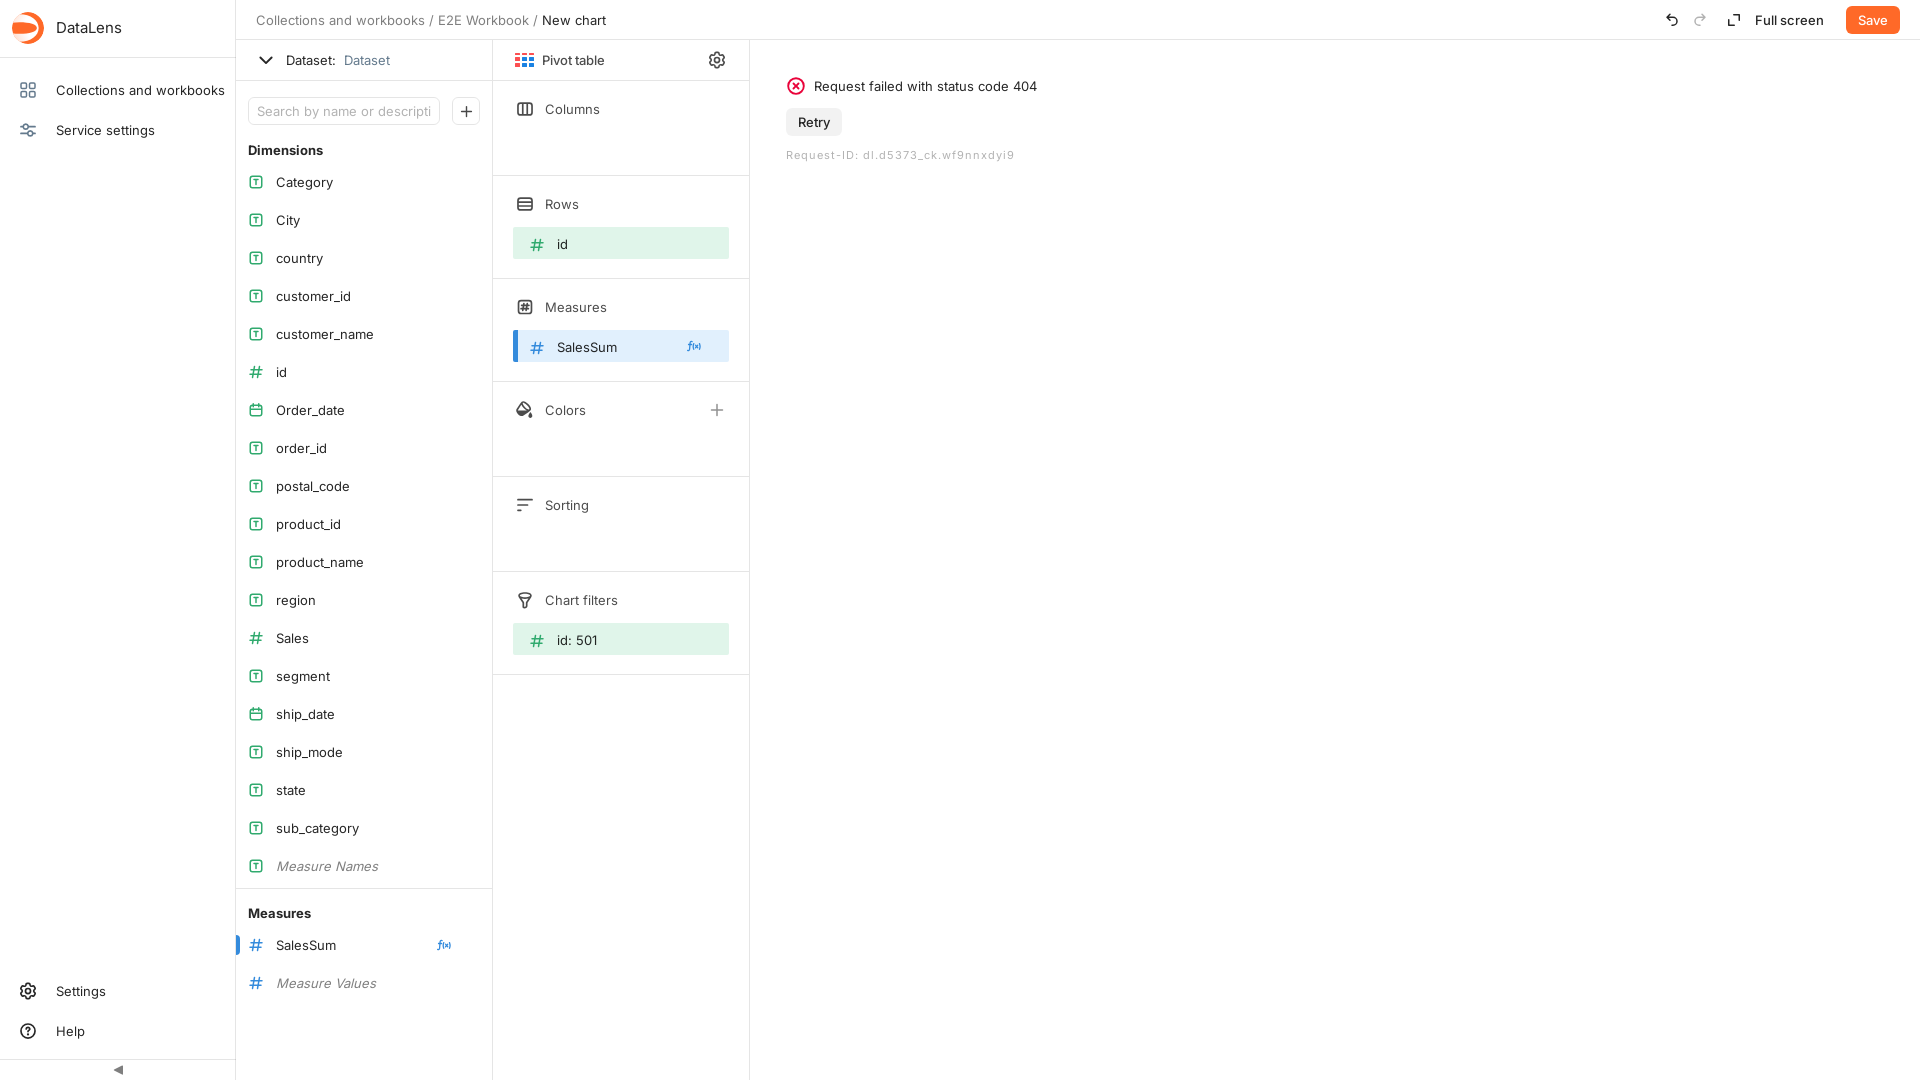 DataLens
Collections and workbooks
Service settings
Settings
Help
Collections and workbooks / E2E Workbook / New chart
Full screen
Save
Dataset: Dataset
Search by name or descripti
Dimensions
Category
City
country
customer_id
customer_name
id
Order_date
order_id
postal_code
product_id
product_name
region
Sales
segment
ship_date
ship_mode
state
sub_category
Measure Names
Measures
SalesSum
Measure Values
Pivot table
Columns
Rows
id
Measures
SalesSum
Colors
Sorting
Chart filters
id: 501
Request failed with status code 404
Retry
Request-ID: dl.d5373_ck.wf9nnxdyi9